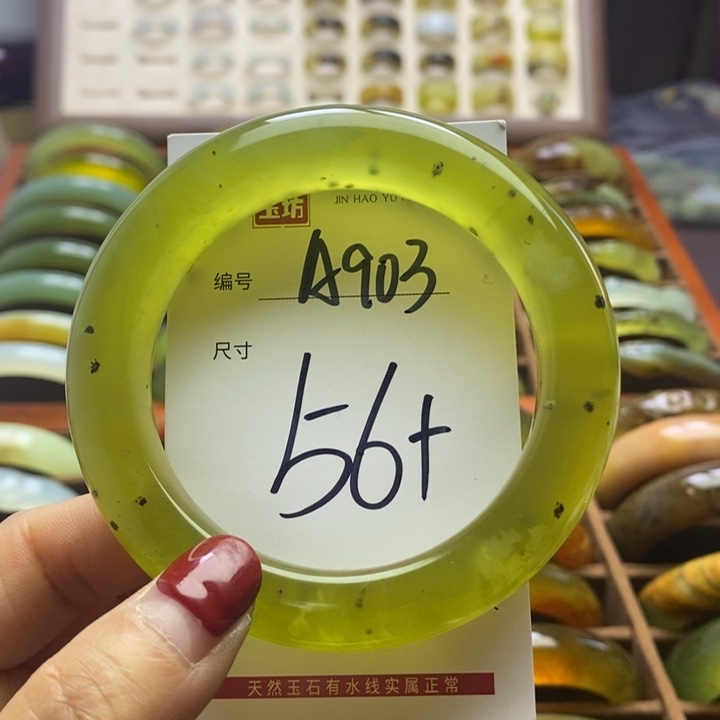 玉坊
JIN HAO YU
编号 A903
尺寸
56+
天然玉石有水线实属正常